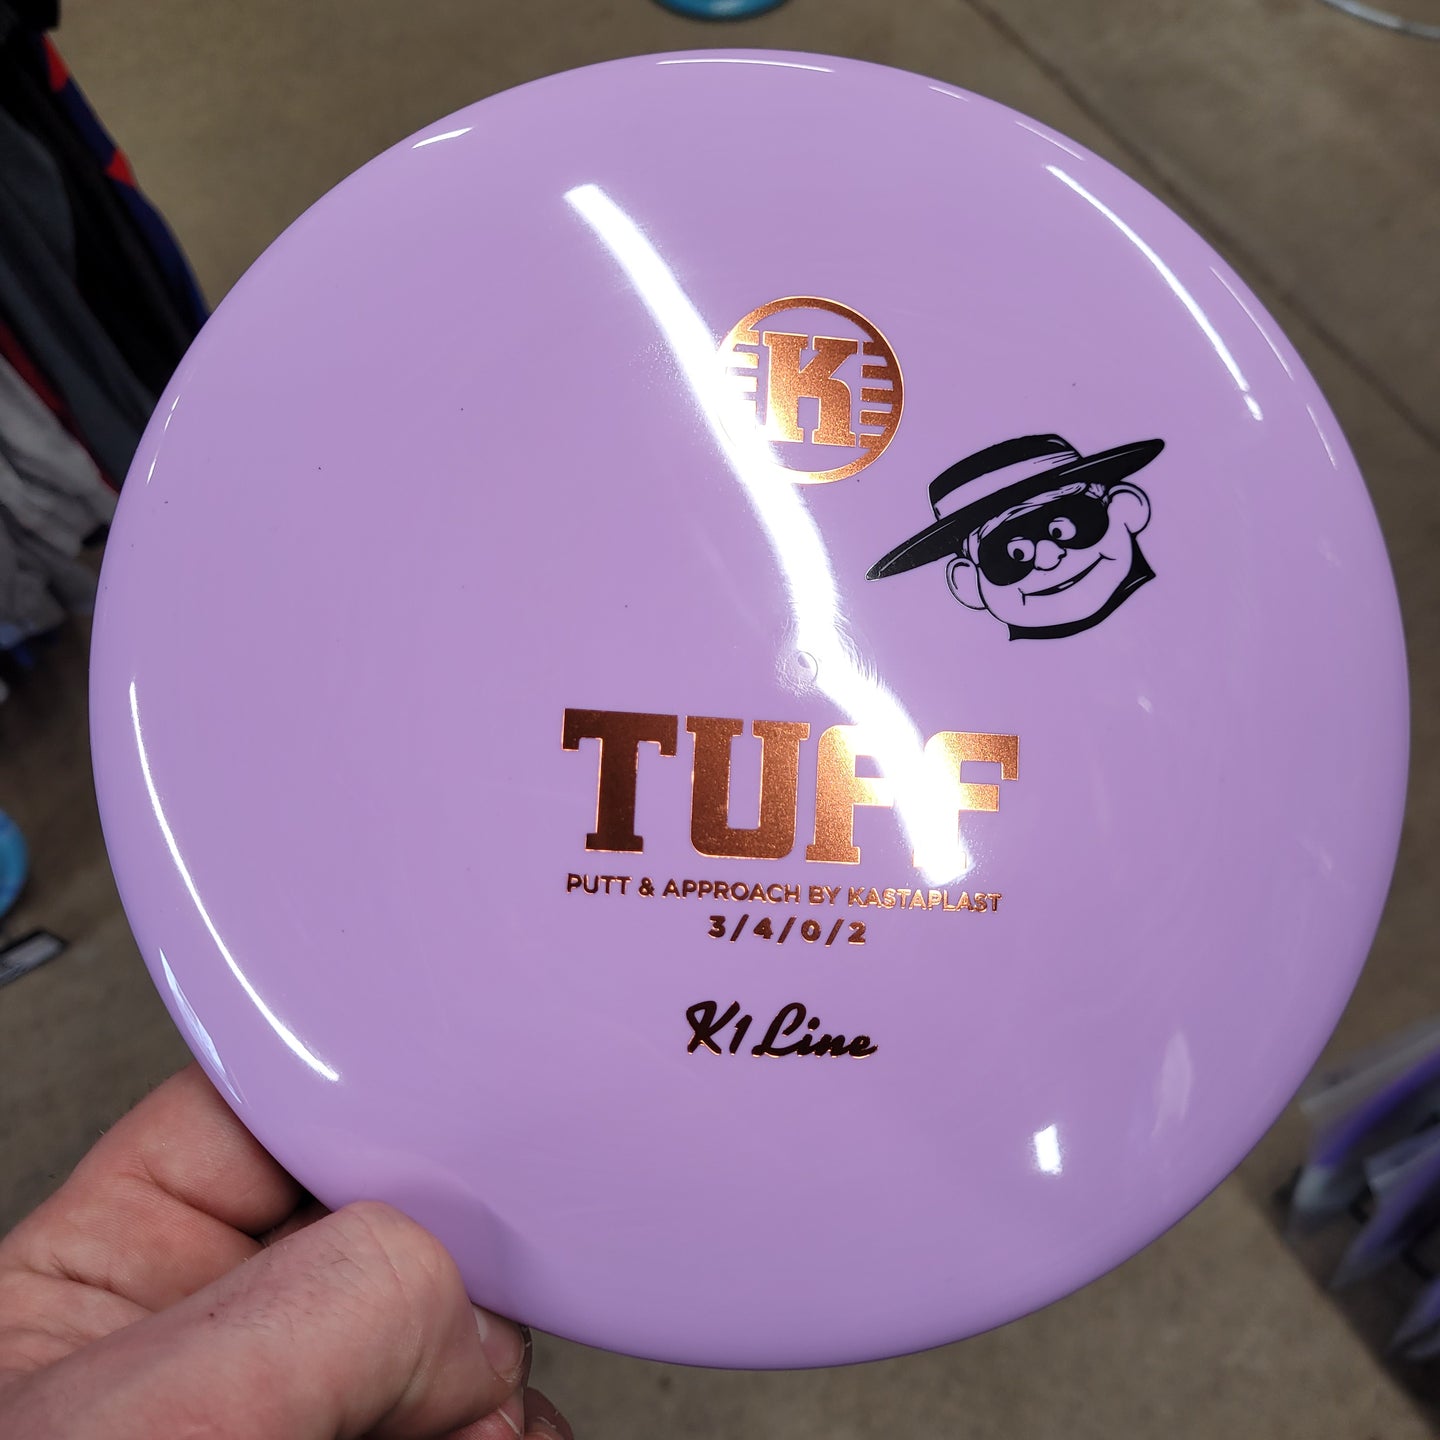 K
TUFF
PUTT & APPROACH BY KASTAPLAST
3/4/0/2
K1 Line